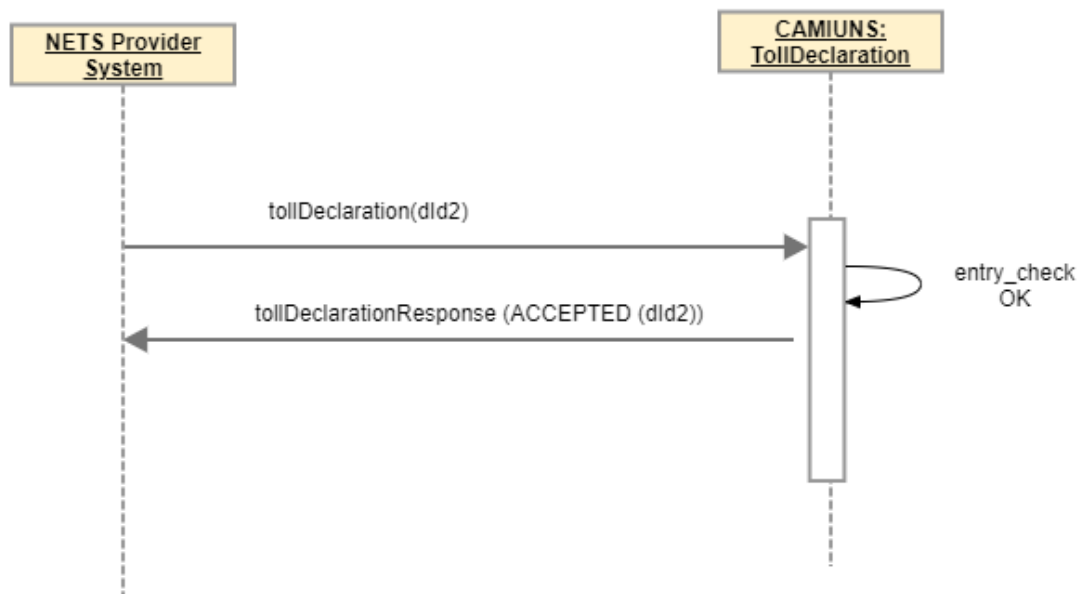 NETS Provider
System
CAMIUNS:
TollDeclaration
tollDeclaration(dId2)
entry_check
OK
tollDeclarationResponse (ACCEPTED (dId2))